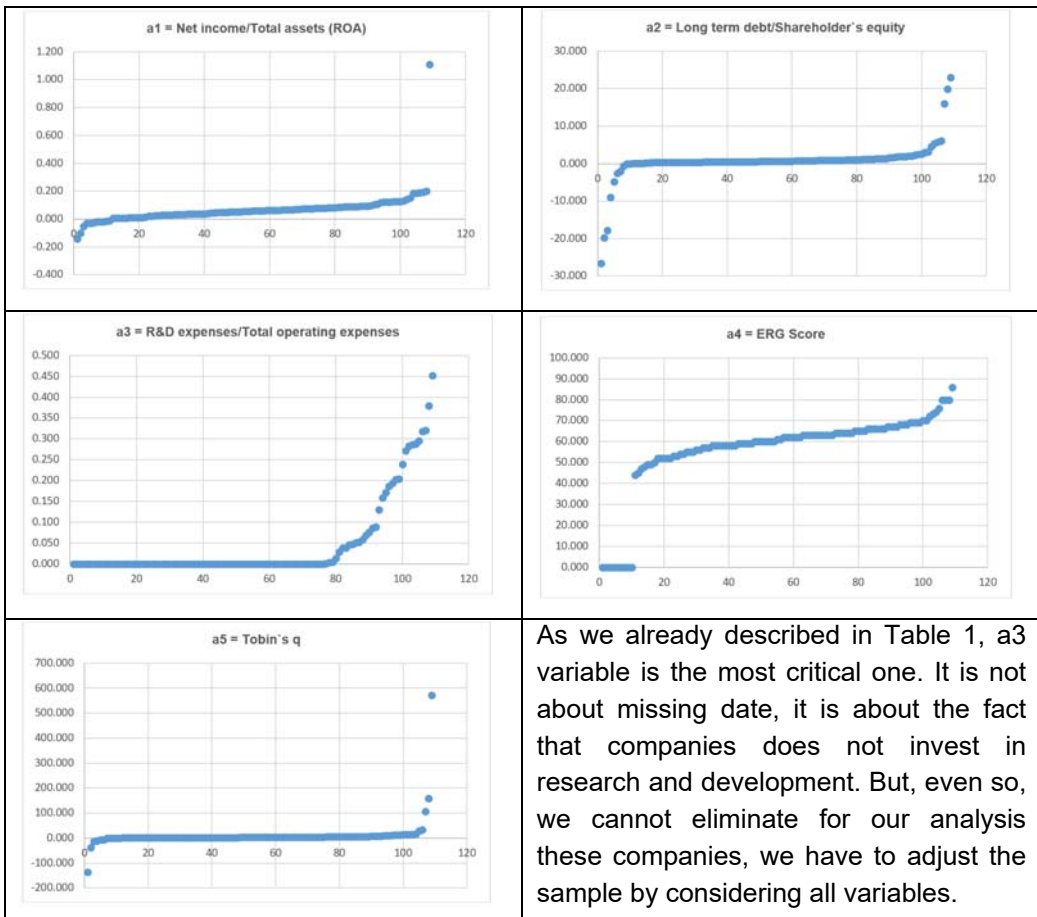 a1 = Net income/Total assets (ROA)
1.200
1.000
0.800
0.600
0.400
0.200
0.000
0 20 40 60 80 100 120
-0.200
-0.400
a2 = Long term debt/Shareholder`s equity
30.000
20.000
10.000
0.000
0 20 40 60 80 100 120
-10.000
-20.000
-30.000
a3 = R&D expenses/Total operating expenses
0.500
0.450
0.400
0.350
0.300
0.250
0.200
0.150
0.100
0.050
0.000
0 20 40 60 80 100 120
a4 = ERG Score
100.000
90.000
80.000
70.000
60.000
50.000
40.000
30.000
20.000
10.000
0.000
0 20 40 60 80 100 120
a5 = Tobin`s q
700.000
600.000
500.000
400.000
300.000
200.000
100.000
0.000
0 20 40 60 80 100 120
-100.000
-200.000
As we already described in Table 1, a3
variable is the most critical one. It is not
about missing date, it is about the fact
that companies does not invest in
research and development. But, even so,
we cannot eliminate for our analysis
these companies, we have to adjust the
sample by considering all variables.